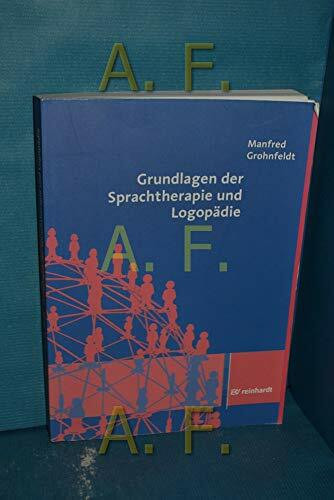 A. F.
Manfred
Grohnfeldt
Grundlagen der
Sprachtherapie und
Logopädie
A. F.
reinhardt
A. F.